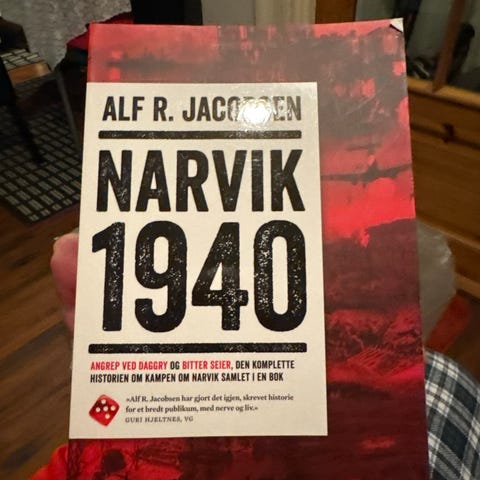 ALF R. JACOBSEN
NARVIK
1940
ANGREP VED DAGGRY OG BITTER SEIER, DEN KOMPLETTE
HISTORIEN OM KAMPEN OM NARVIK SAMLET I EN BOK
»Alf R. Jacobsen har gjort det igjen, skrevet historie
for et bredt publikum, med nerve og liv.«
GURI HJELTNES, VG